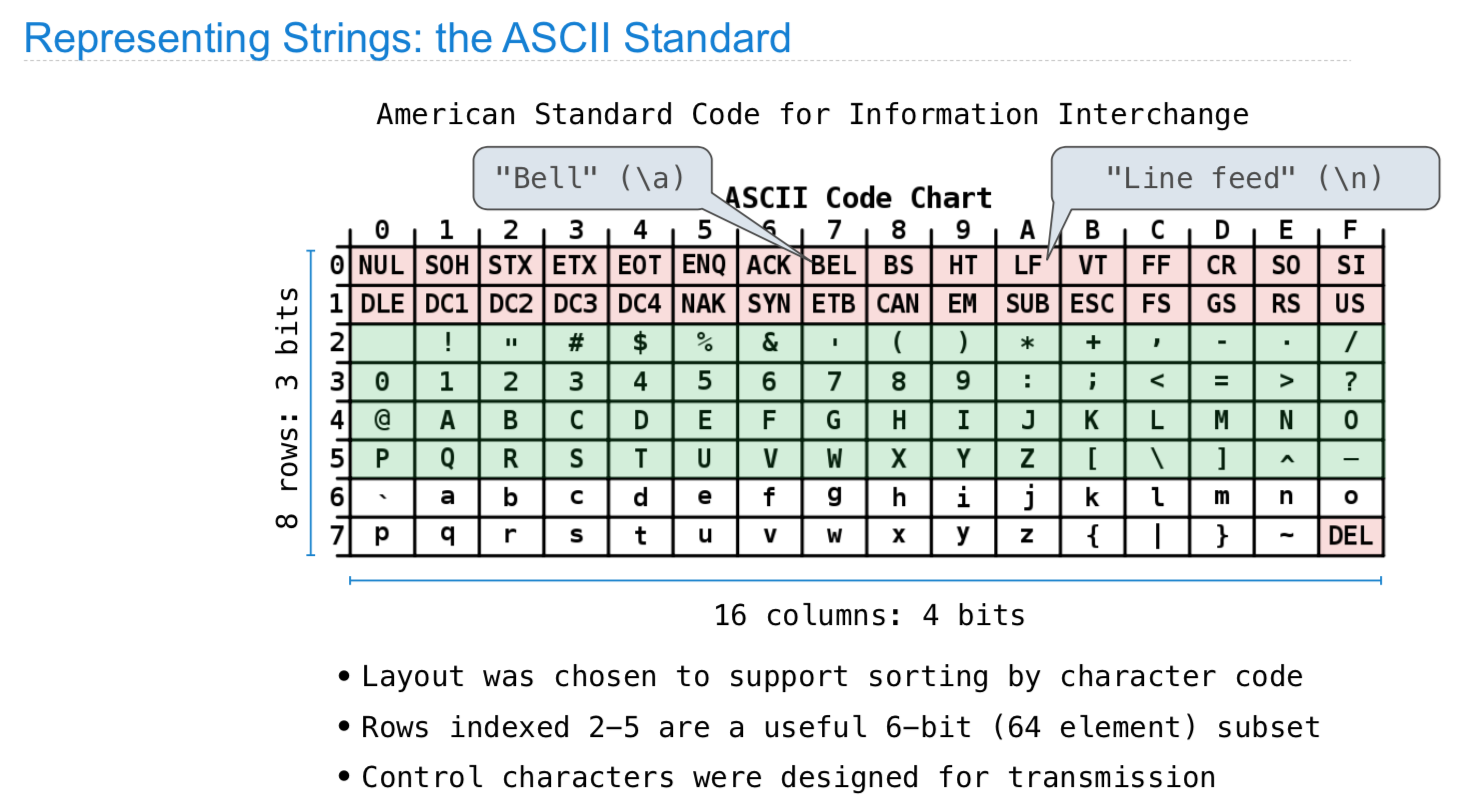 Representing Strings: the ASCII Standard
American Standard Code for Information Interchange
"Bell" (\a)
"Line feed" (\n)
ASCII Code Chart
0 1 2 3 4 5 6 7 8 9 A B C D E F
0 NUL SOH STX ETX EOT ENQ ACK BEL BS HT LF VT FF CR SO SI
1 DLE DC1 DC2 DC3 DC4 NAK SYN ETB CAN EM SUB ESC FS GS RS US
2 ! " # $ % & ' ( ) * + , - . /
3 0 1 2 3 4 5 6 7 8 9 : ; < = > ?
4 @ A B C D E F G H I J K L M N O
5 P Q R S T U V W X Y Z [ \ ] ^ _
6 ` a b c d e f g h i j k l m n o
7 p q r s t u v w x y z { | } ~ DEL
8 rows: 3 bits
16 columns: 4 bits
• Layout was chosen to support sorting by character code
• Rows indexed 2–5 are a useful 6-bit (64 element) subset
• Control characters were designed for transmission